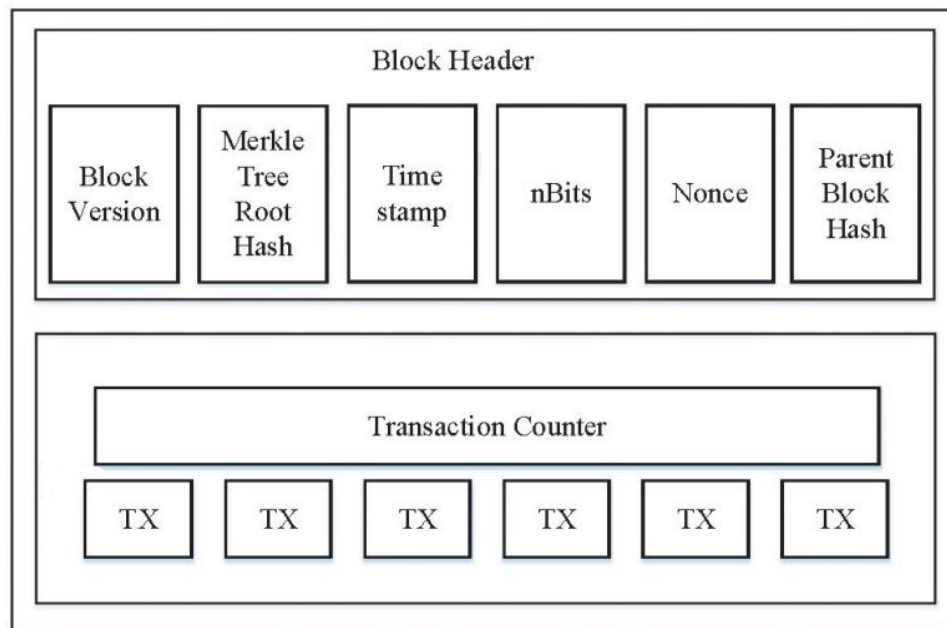 Block Header
Block
Version
Merkle
Tree
Root
Hash
Time
stamp
nBits
Nonce
Parent
Block
Hash
Transaction Counter
TX
TX
TX
TX
TX
TX